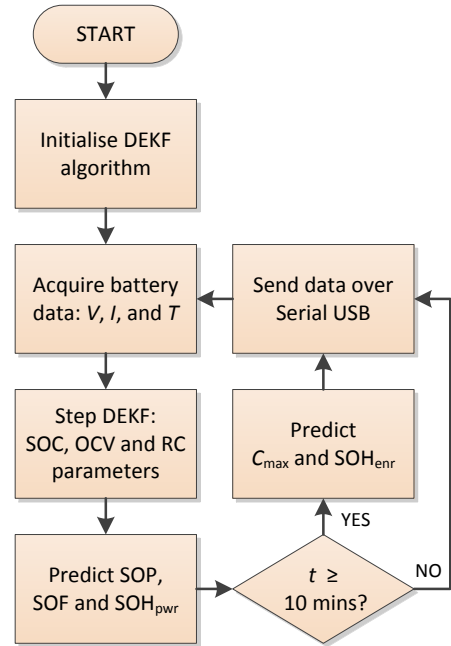 START
Initialise DEKF
algorithm
Acquire battery
data: V, I, and T
Step DEKF:
SOC, OCV and RC
parameters
Predict SOP,
SOF and SOHpwr
t ≥
10 mins?
YES
NO
Predict
Cmax and SOHenr
Send data over
Serial USB